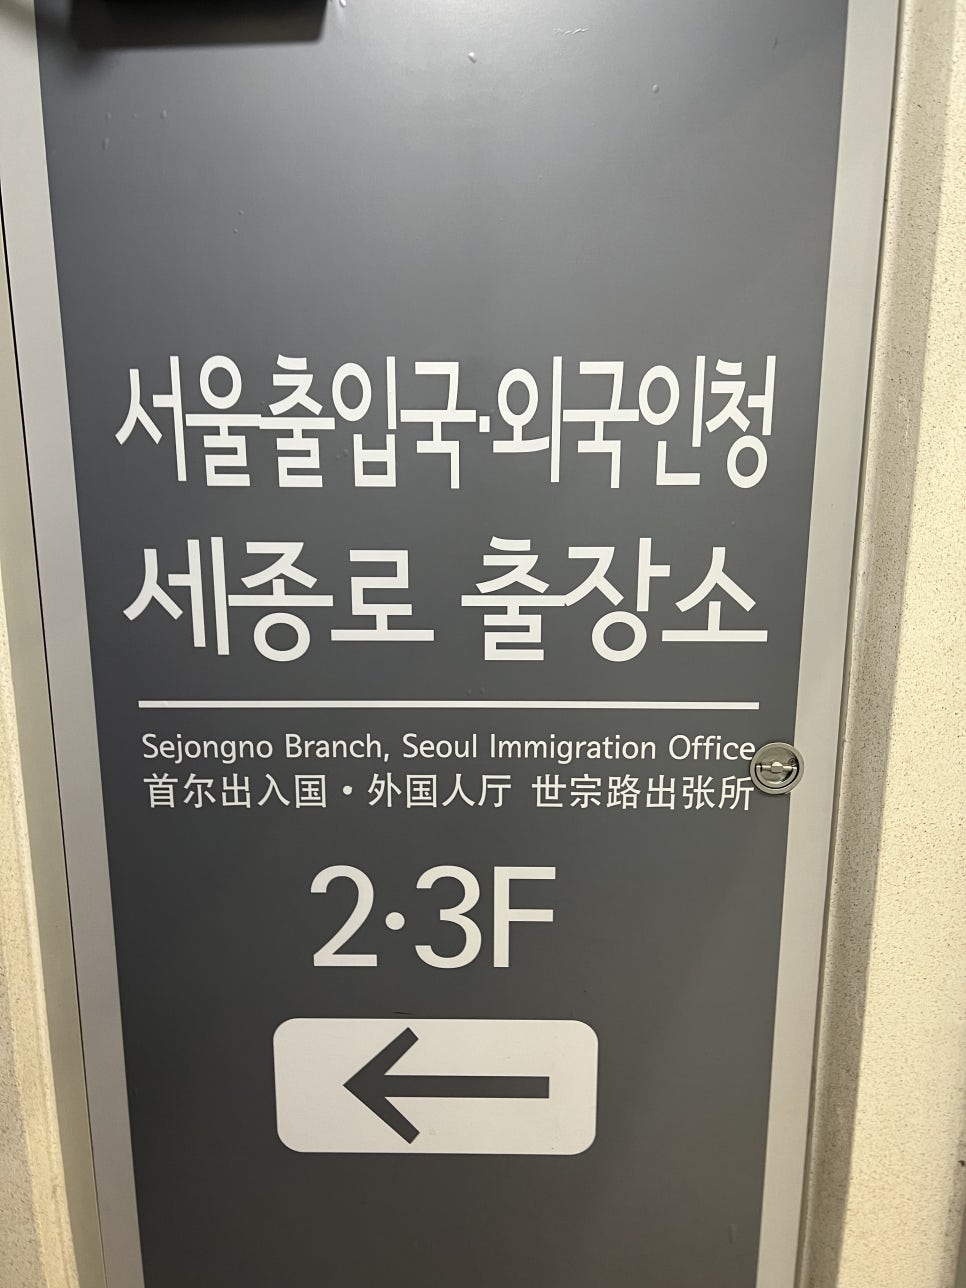 서울출입국·외국인청
세종로 출장소
Sejongno Branch, Seoul Immigration Office
首尔出入国·外国人厅 世宗路出张所
2·3F